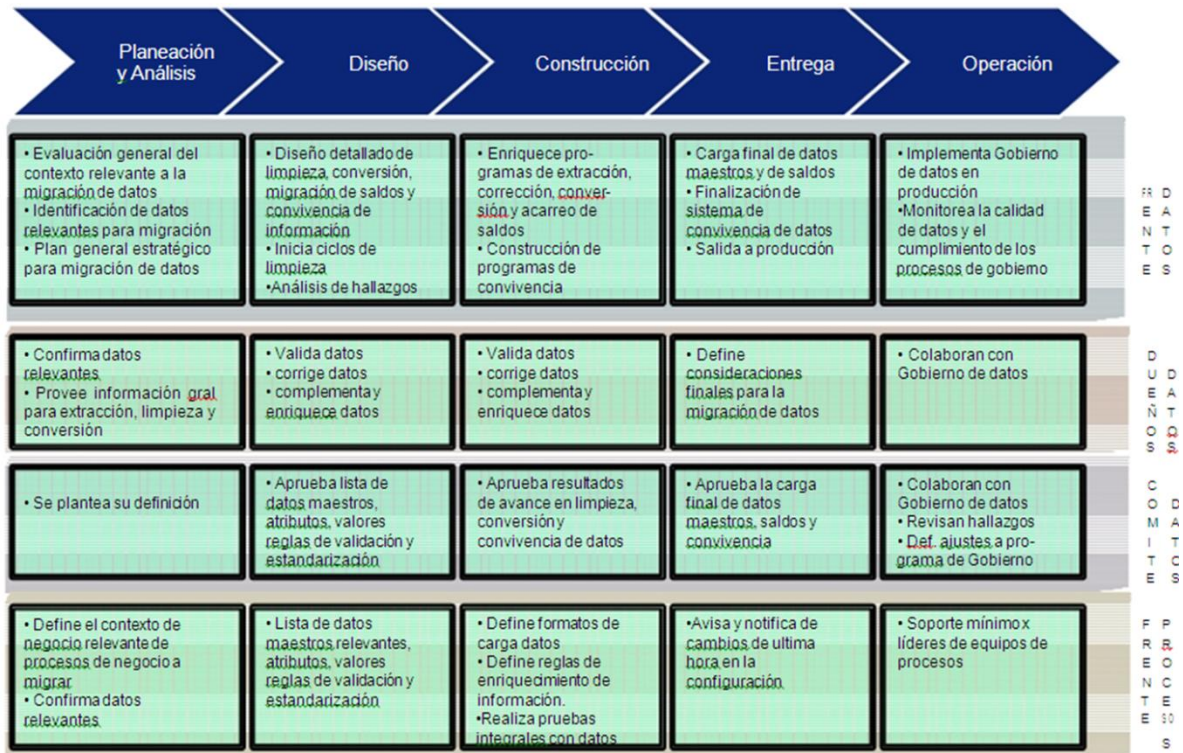 Planeación
y Análisis
Diseño
Construcción
Entrega
Operación
• Evaluación general del
contexto relevante a la
migración de datos
• Identificación de datos
relevantes para migración
• Plan general estratégico
para migración de datos
• Diseño detallado de
limpieza, conversión,
migración de saldos y
convivencia de
información
• Inicia ciclos de
limpieza
•Análisis de hallazgos
• Enriquece pro-
gramas de extracción,
corrección, conver-
sión y acarreo de
saldos
• Construcción de
programas de
convivencia
• Carga final de datos
maestros y de saldos
• Finalización de
sistema de
convivencia de datos
• Salida a producción
• Implementa Gobierno
de datos en
producción
•Monitorea la calidad
de datos y el
cumplimiento de los
procesos de gobierno
FRENTE
DATOS
• Confirma datos
relevantes
• Provee información gral
para extracción, limpieza y
conversión
• Valida datos
• corrige datos
• complementa y
enriquece datos
• Valida datos
• corrige datos
• complementa y
enriquece datos
• Define
consideraciones
finales para la
migración de datos
• Colaboran con
Gobierno de datos
DUEÑOS
DATOS
• Se plantea su definición
• Aprueba lista de
datos maestros,
atributos, valores
reglas de validación y
estandarización
• Aprueba resultados
de avance en limpieza,
conversión y
convivencia de datos
• Aprueba la carga
final de datos
maestros, saldos y
convivencia
• Colaboran con
Gobierno de datos
• Revisan hallazgos
• Def. ajustes a pro-
grama de Gobierno
COMITE
DATOS
• Define el contexto de
negocio relevante de
procesos de negocio a
migrar
• Confirma datos
relevantes
• Lista de datos
maestros relevantes,
atributos, valores
reglas de validación y
estandarización
• Define formatos de
carga datos
• Define reglas de
enriquecimiento de
información.
•Realiza pruebas
integrales con datos
•Avisa y notifica de
cambios de ultima
hora en la
configuración
• Soporte mínimo x
líderes de equipos de
procesos
FRENTE
PROCESOS